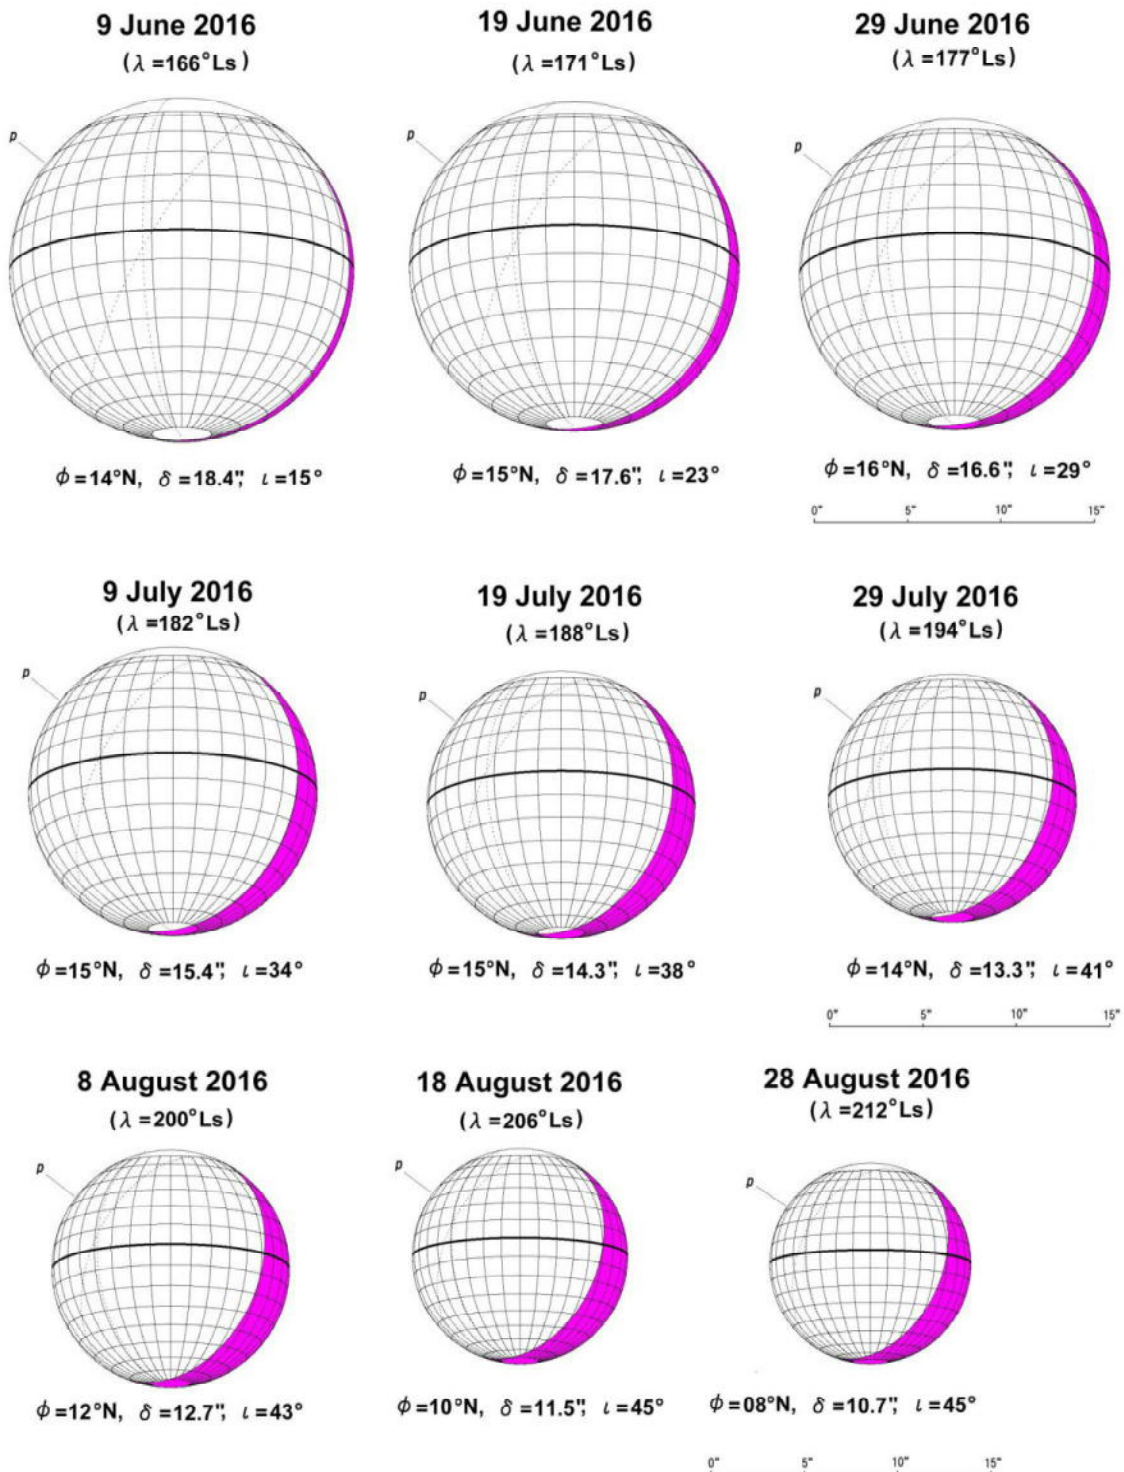 9 June 2016 19 June 2016 29 June 2016
(λ =166°Ls) (λ =171°Ls) (λ =177°Ls)
p p p
ϕ =14°N, δ =18.4", ι =15° ϕ =15°N, δ =17.6", ι =23° ϕ =16°N, δ =16.6", ι =29°
0" 5" 10" 15"
9 July 2016 19 July 2016 29 July 2016
(λ =182°Ls) (λ =188°Ls) (λ =194°Ls)
p p p
ϕ =15°N, δ =15.4", ι =34° ϕ =15°N, δ =14.3", ι =38° ϕ =14°N, δ =13.3", ι =41°
0" 5" 10" 15"
8 August 2016 18 August 2016 28 August 2016
(λ =200°Ls) (λ =206°Ls) (λ =212°Ls)
p p p
ϕ =12°N, δ =12.7", ι =43° ϕ =10°N, δ =11.5", ι =45° ϕ =08°N, δ =10.7", ι =45°
0" 5" 10" 15"